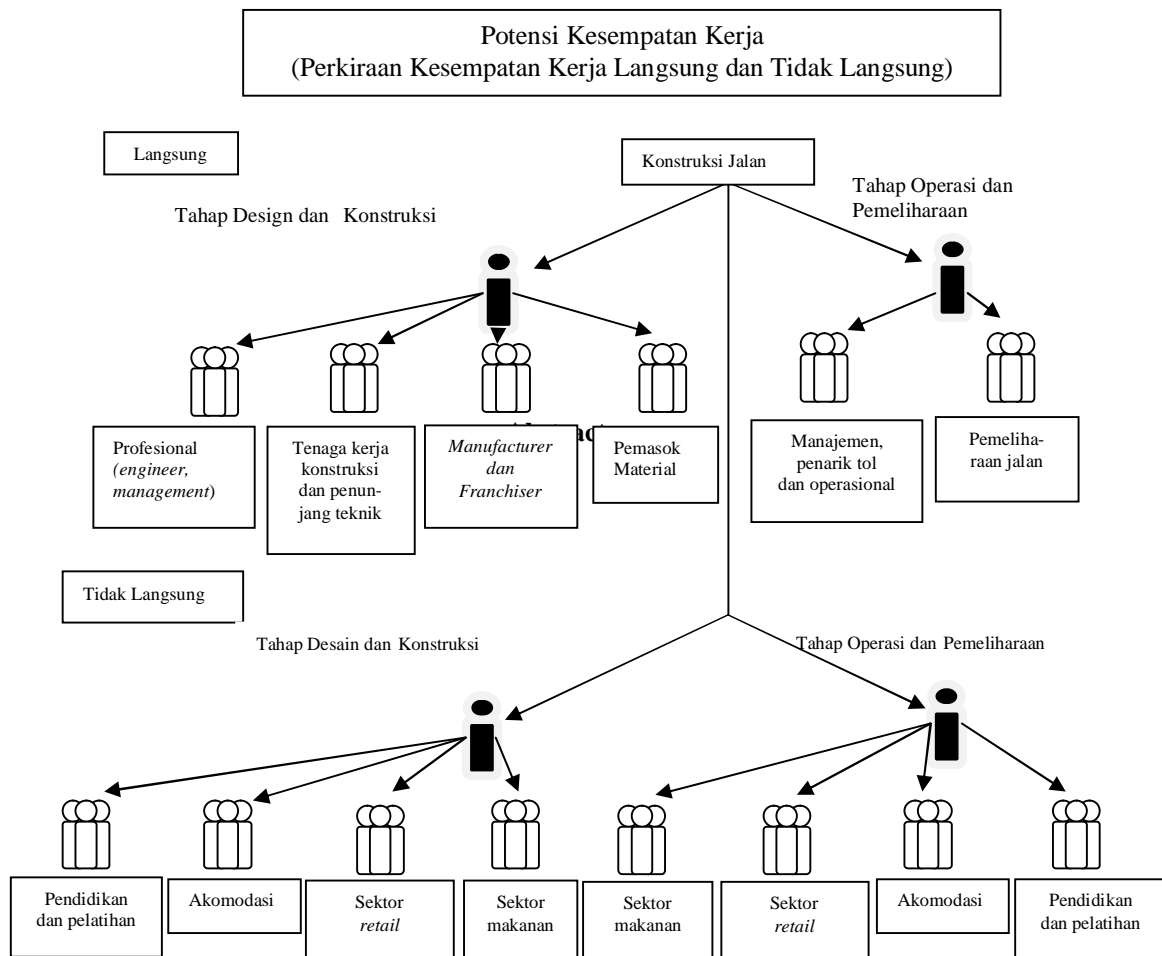 Potensi Kesempatan Kerja
(Perkiraan Kesempatan Kerja Langsung dan Tidak Langsung)
Langsung
Konstruksi Jalan
Tahap Design dan Konstruksi
Tahap Operasi dan
Pemeliharaan
Profesional
(engineer,
management)
Tenaga kerja
konstruksi
dan penun-
jang teknik
Manufacturer
dan
Franchiser
Pemasok
Material
Manajemen,
penarik tol
dan operasional
Pemeliha-
raan jalan
Tidak Langsung
Tahap Desain dan Konstruksi
Tahap Operasi dan Pemeliharaan
Pendidikan
dan pelatihan
Akomodasi
Sektor
retail
Sektor
makanan
Sektor
makanan
Sektor
retail
Akomodasi
Pendidikan
dan pelatihan